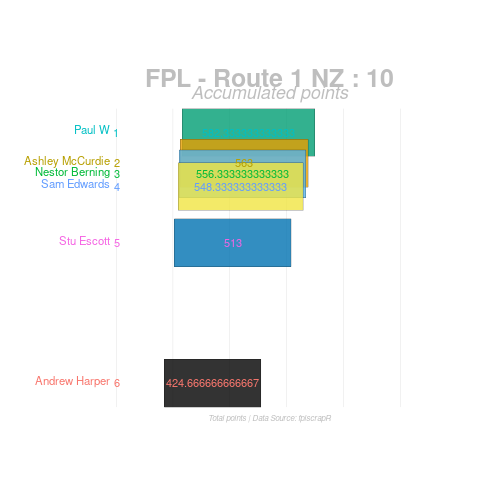 FPL - Route 1 NZ : 10
Accumulated points
Paul W 1
Ashley McCurdie 2
563
Nestor Berning 3
556.333333333333
Sam Edwards 4
548.333333333333
Stu Escott 5
513
Andrew Harper 6
424.666666666667
Total points | Data Source: fplscrapR